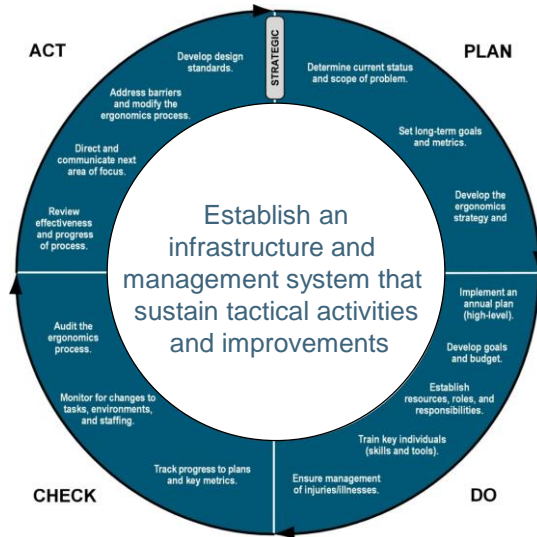 ACT
PLAN
STRATEGIC
Determine current status
and scope of problem.
Set long-term goals
and metrics.
Develop the
ergonomics
strategy and
Implement an
annual plan
(high-level).
Develop goals
and budget.
Establish
resources, roles, and
responsibilities.
Train key individuals
(skills and tools).
Ensure management
of injuries/illnesses.
DO
Track progress to plans
and key metrics.
Monitor for changes to
tasks, environments,
and staffing.
Audit the
ergonomics
process.
CHECK
Review
effectiveness
and progress
of process.
Direct and
communicate next
area of focus.
Address barriers
and modify the
ergonomics process.
Develop design
standards.
Establish an
infrastructure and
management system that
sustain tactical activities
and improvements